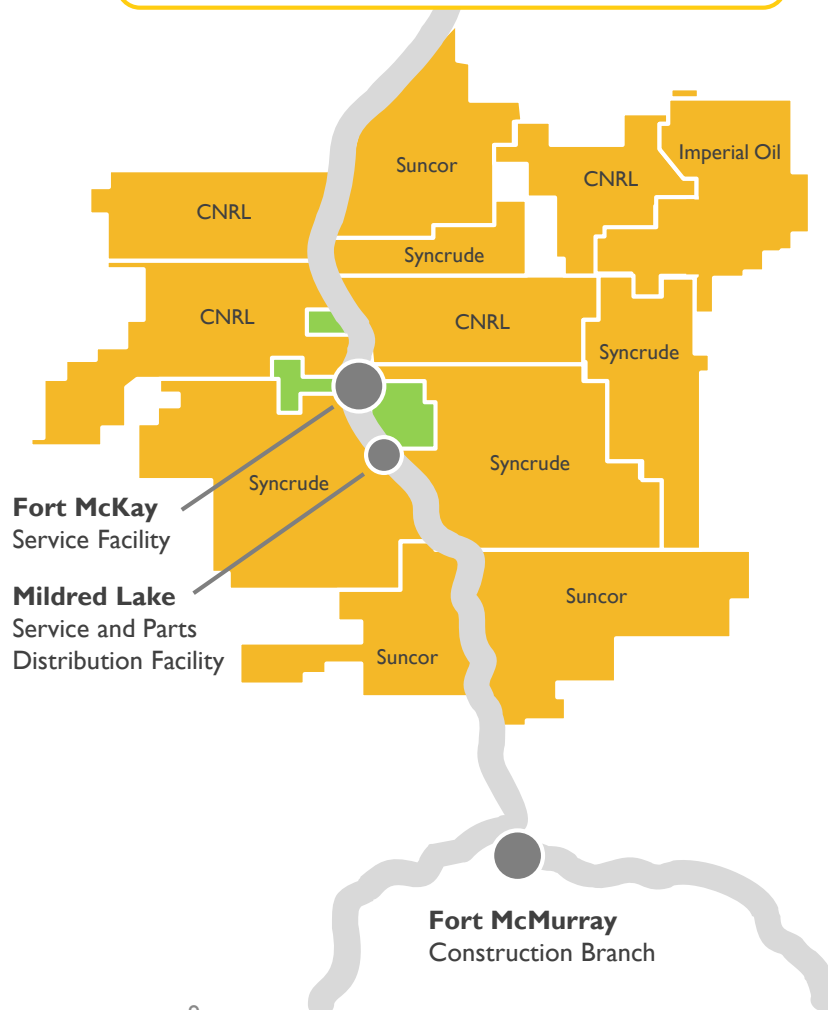 Suncor
Imperial Oil
CNRL
CNRL
Syncrude
CNRL
CNRL
Syncrude
Syncrude
Syncrude
Fort McKay
Service Facility
Mildred Lake
Service and Parts
Distribution Facility
Suncor
Suncor
Fort McMurray
Construction Branch